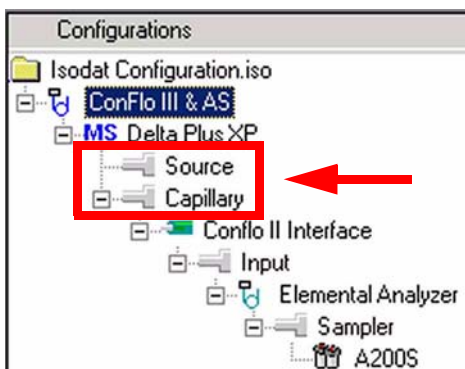 Configurations
Isodat Configuration.iso
ConFlo III & AS
MS Delta Plus XP
Source
Capillary
Conflo II Interface
Input
Elemental Analyzer
Sampler
A200S